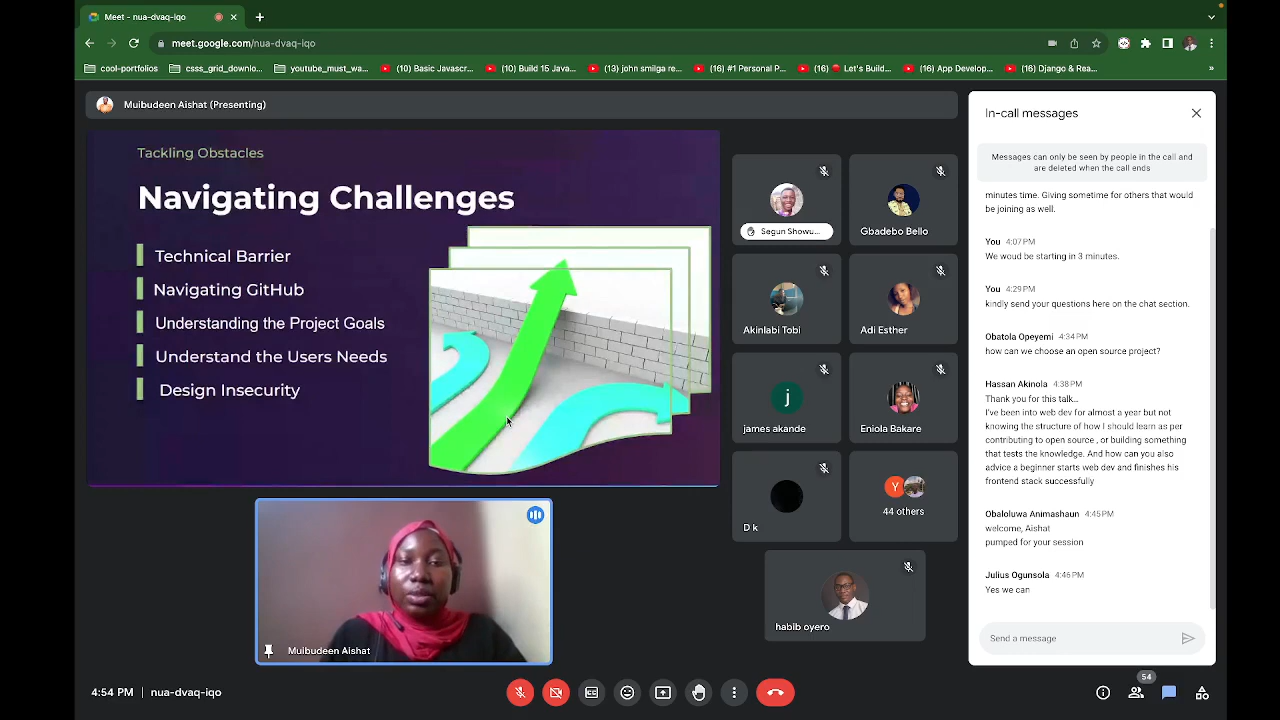 Meet - nua-dvaq-iqo
meet.google.com/nua-dvaq-iqo
cool-portfolios
csss_grid_downlo...
youtube_must_wa...
(10) Basic Javascr...
(10) Build 15 Java...
(13) john smilga re...
(16) #1 Personal P...
(16) 🔴 Let's Build...
(16) App Develop...
(16) Django & Rea...
»
Muibudeen Aishat (Presenting)
Tackling Obstacles
Navigating Challenges
Technical Barrier
Navigating GitHub
Understanding the Project Goals
Understand the Users Needs
Design Insecurity
Muibudeen Aishat
Segun Showu...
Gbadebo Bello
Akinlabi Tobi
Adi Esther
j
james akande
Eniola Bakare
D k
Y
44 others
habib oyero
In-call messages
Messages can only be seen by people in the call and
are deleted when the call ends
minutes time. Giving sometime for others that would
be joining as well.
You 4:07 PM
We woud be starting in 3 minutes.
You 4:29 PM
kindly send your questions here on the chat section.
Obatola Opeyemi 4:34 PM
how can we choose an open source project?
Hassan Akinola 4:38 PM
Thank you for this talk...
I've been into web dev for almost a year but not
knowing the structure of how I should learn as per
contributing to open source , or building something
that tests the knowledge. And how can you also
advice a beginner starts web dev and finishes his
frontend stack successfully
Obaloluwa Animashaun 4:45 PM
welcome, Aishat
pumped for your session
Julius Ogunsola 4:46 PM
Yes we can
Send a message
4:54 PM | nua-dvaq-iqo
54